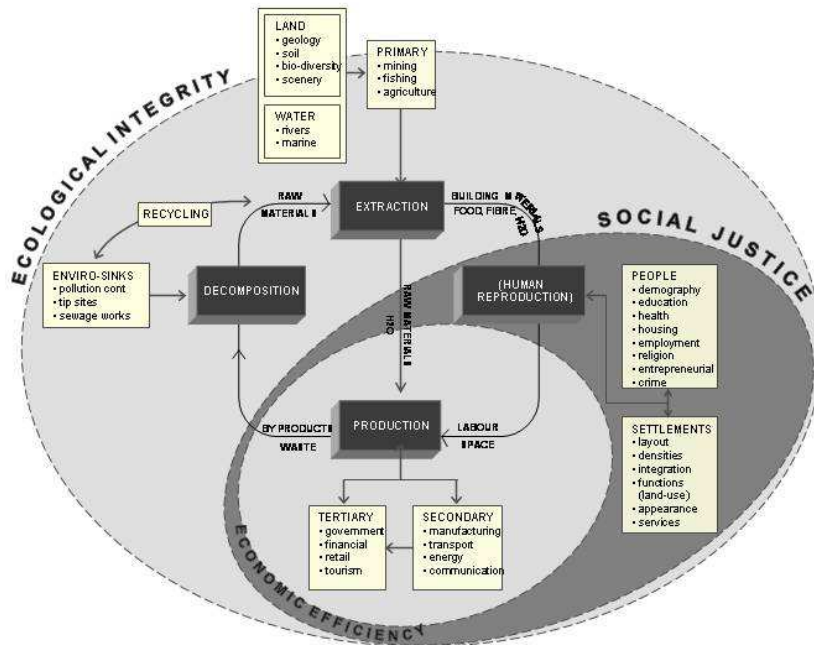 LAND
• geology
• soil
• bio-diversity
• scenery
WATER
• rivers
• marine
PRIMARY
• mining
• fishing
• agriculture
ECOLOGICAL INTEGRITY
SOCIAL JUSTICE
ECONOMIC EFFICIENCY
RECYCLING
RAW
MATERIALS
EXTRACTION
BUILDING MATERIALS
FOOD, FIBRE, H2O
ENVIRO-SINKS
• pollution cont
• tip sites
• sewage works
DECOMPOSITION
RAW MATERIALS
H2O
(HUMAN
REPRODUCTION)
PEOPLE
• demography
• education
• health
• housing
• employment
• religion
• entrepreneurial
• crime
BY PRODUCT
WASTE
PRODUCTION
LABOUR
SPACE
SETTLEMENTS
• layout
• densities
• integration
• functions
(land-use)
• appearance
• services
TERTIARY
• government
• financial
• retail
• tourism
SECONDARY
• manufacturing
• transport
• energy
• communication